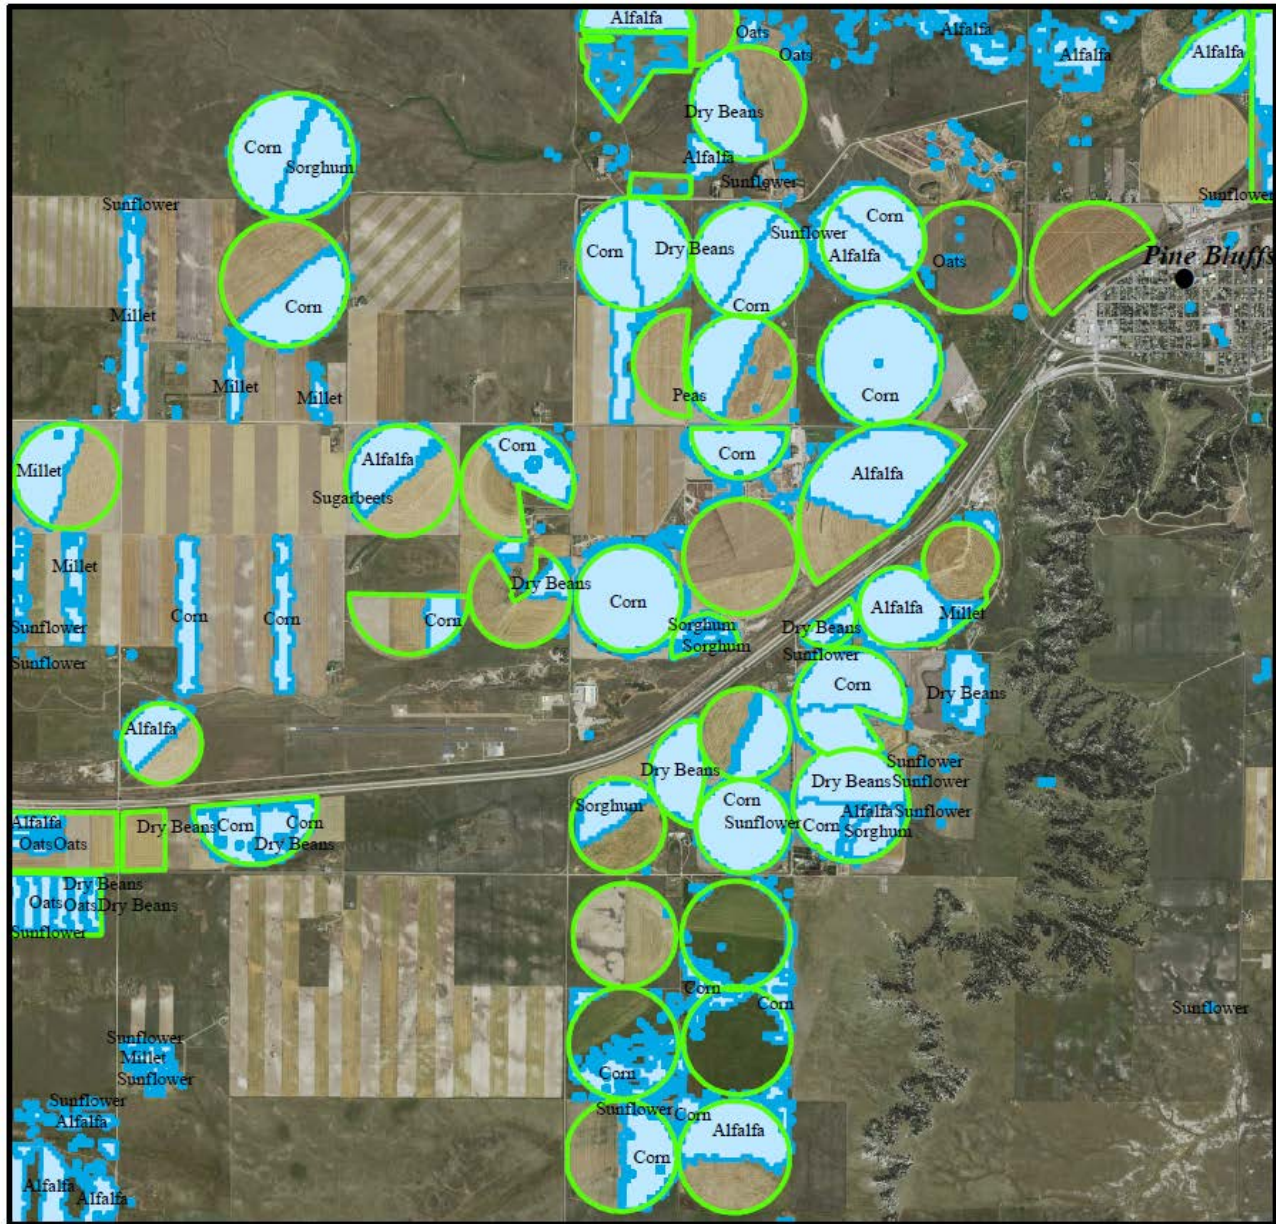 Alfalfa
Oats
Alfalfa
Oats
Alfalfa
Alfalfa
Dry Beans
Corn
Alfalfa
Sorghum
Sunflower
Sunflower
Sunflower
Corn
Sunflower
Corn
Dry Beans
Alfalfa
Pine Bluffs
Oats
Corn
Corn
Millet
Millet
Peas
Corn
Millet
Corn
Corn
Alfalfa
Millet
Alfalfa
Sugarbeets
Millet
Dry Beans
Corn
Alfalfa
Millet
Corn
Corn
Corn
Sorghum
Dry Beans
Sunflower
Sorghum
Sunflower
Sunflower
Corn
Dry Beans
Alfalfa
Dry Beans
Sunflower
Dry Beans
Sunflower
Corn
Sorghum
Alfalfa
Sunflower
Alfalfa
Dry Beans
Corn
Corn
Sunflower
Corn
Sorghum
Oats
Oats
Dry Beans
Dry Beans
Oats
Oats
Dry Beans
Sunflower
Corn
Corn
Sunflower
Sunflower
Millet
Sunflower
Corn
Sunflower
Sunflower
Corn
Alfalfa
Alfalfa
Corn
Alfalfa
Alfalfa